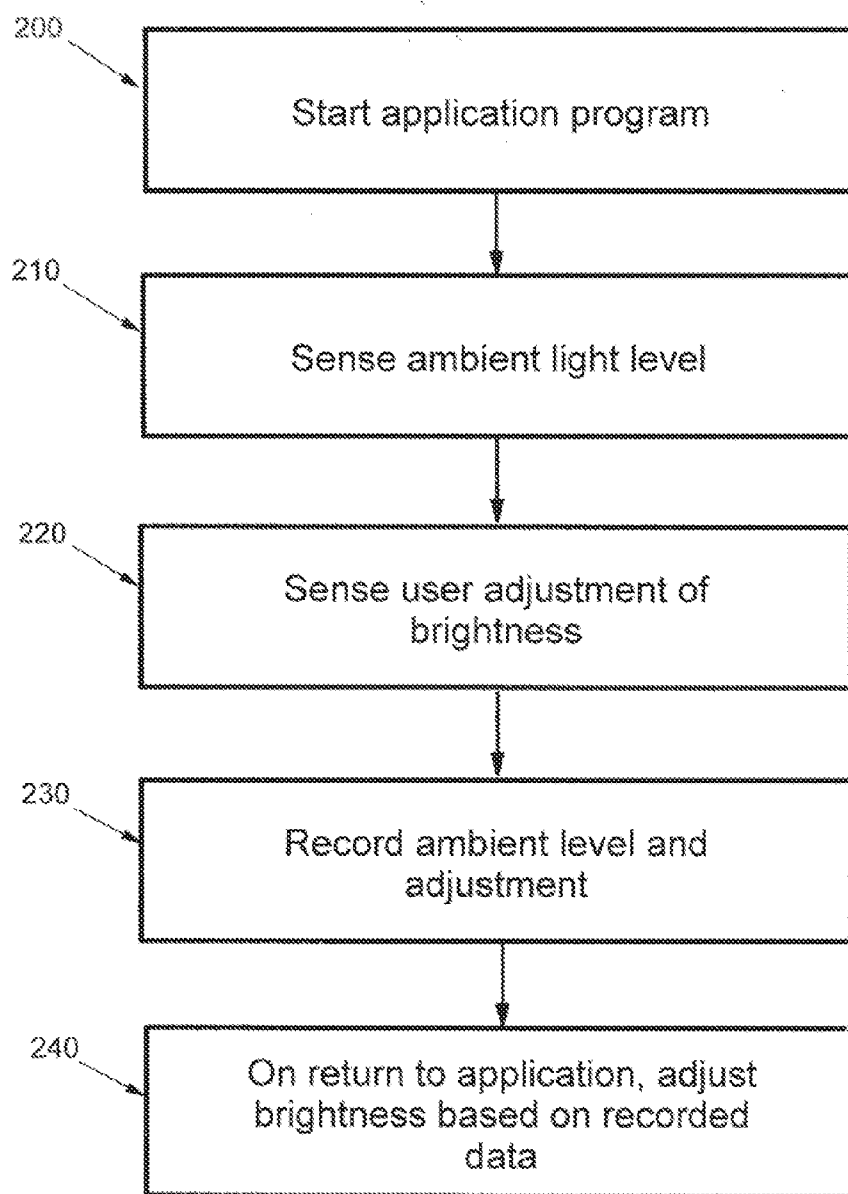 200
Start application program
210
Sense ambient light level
220
Sense user adjustment of
brightness
230
Record ambient level and
adjustment
240
On return to application, adjust
brightness based on recorded
data